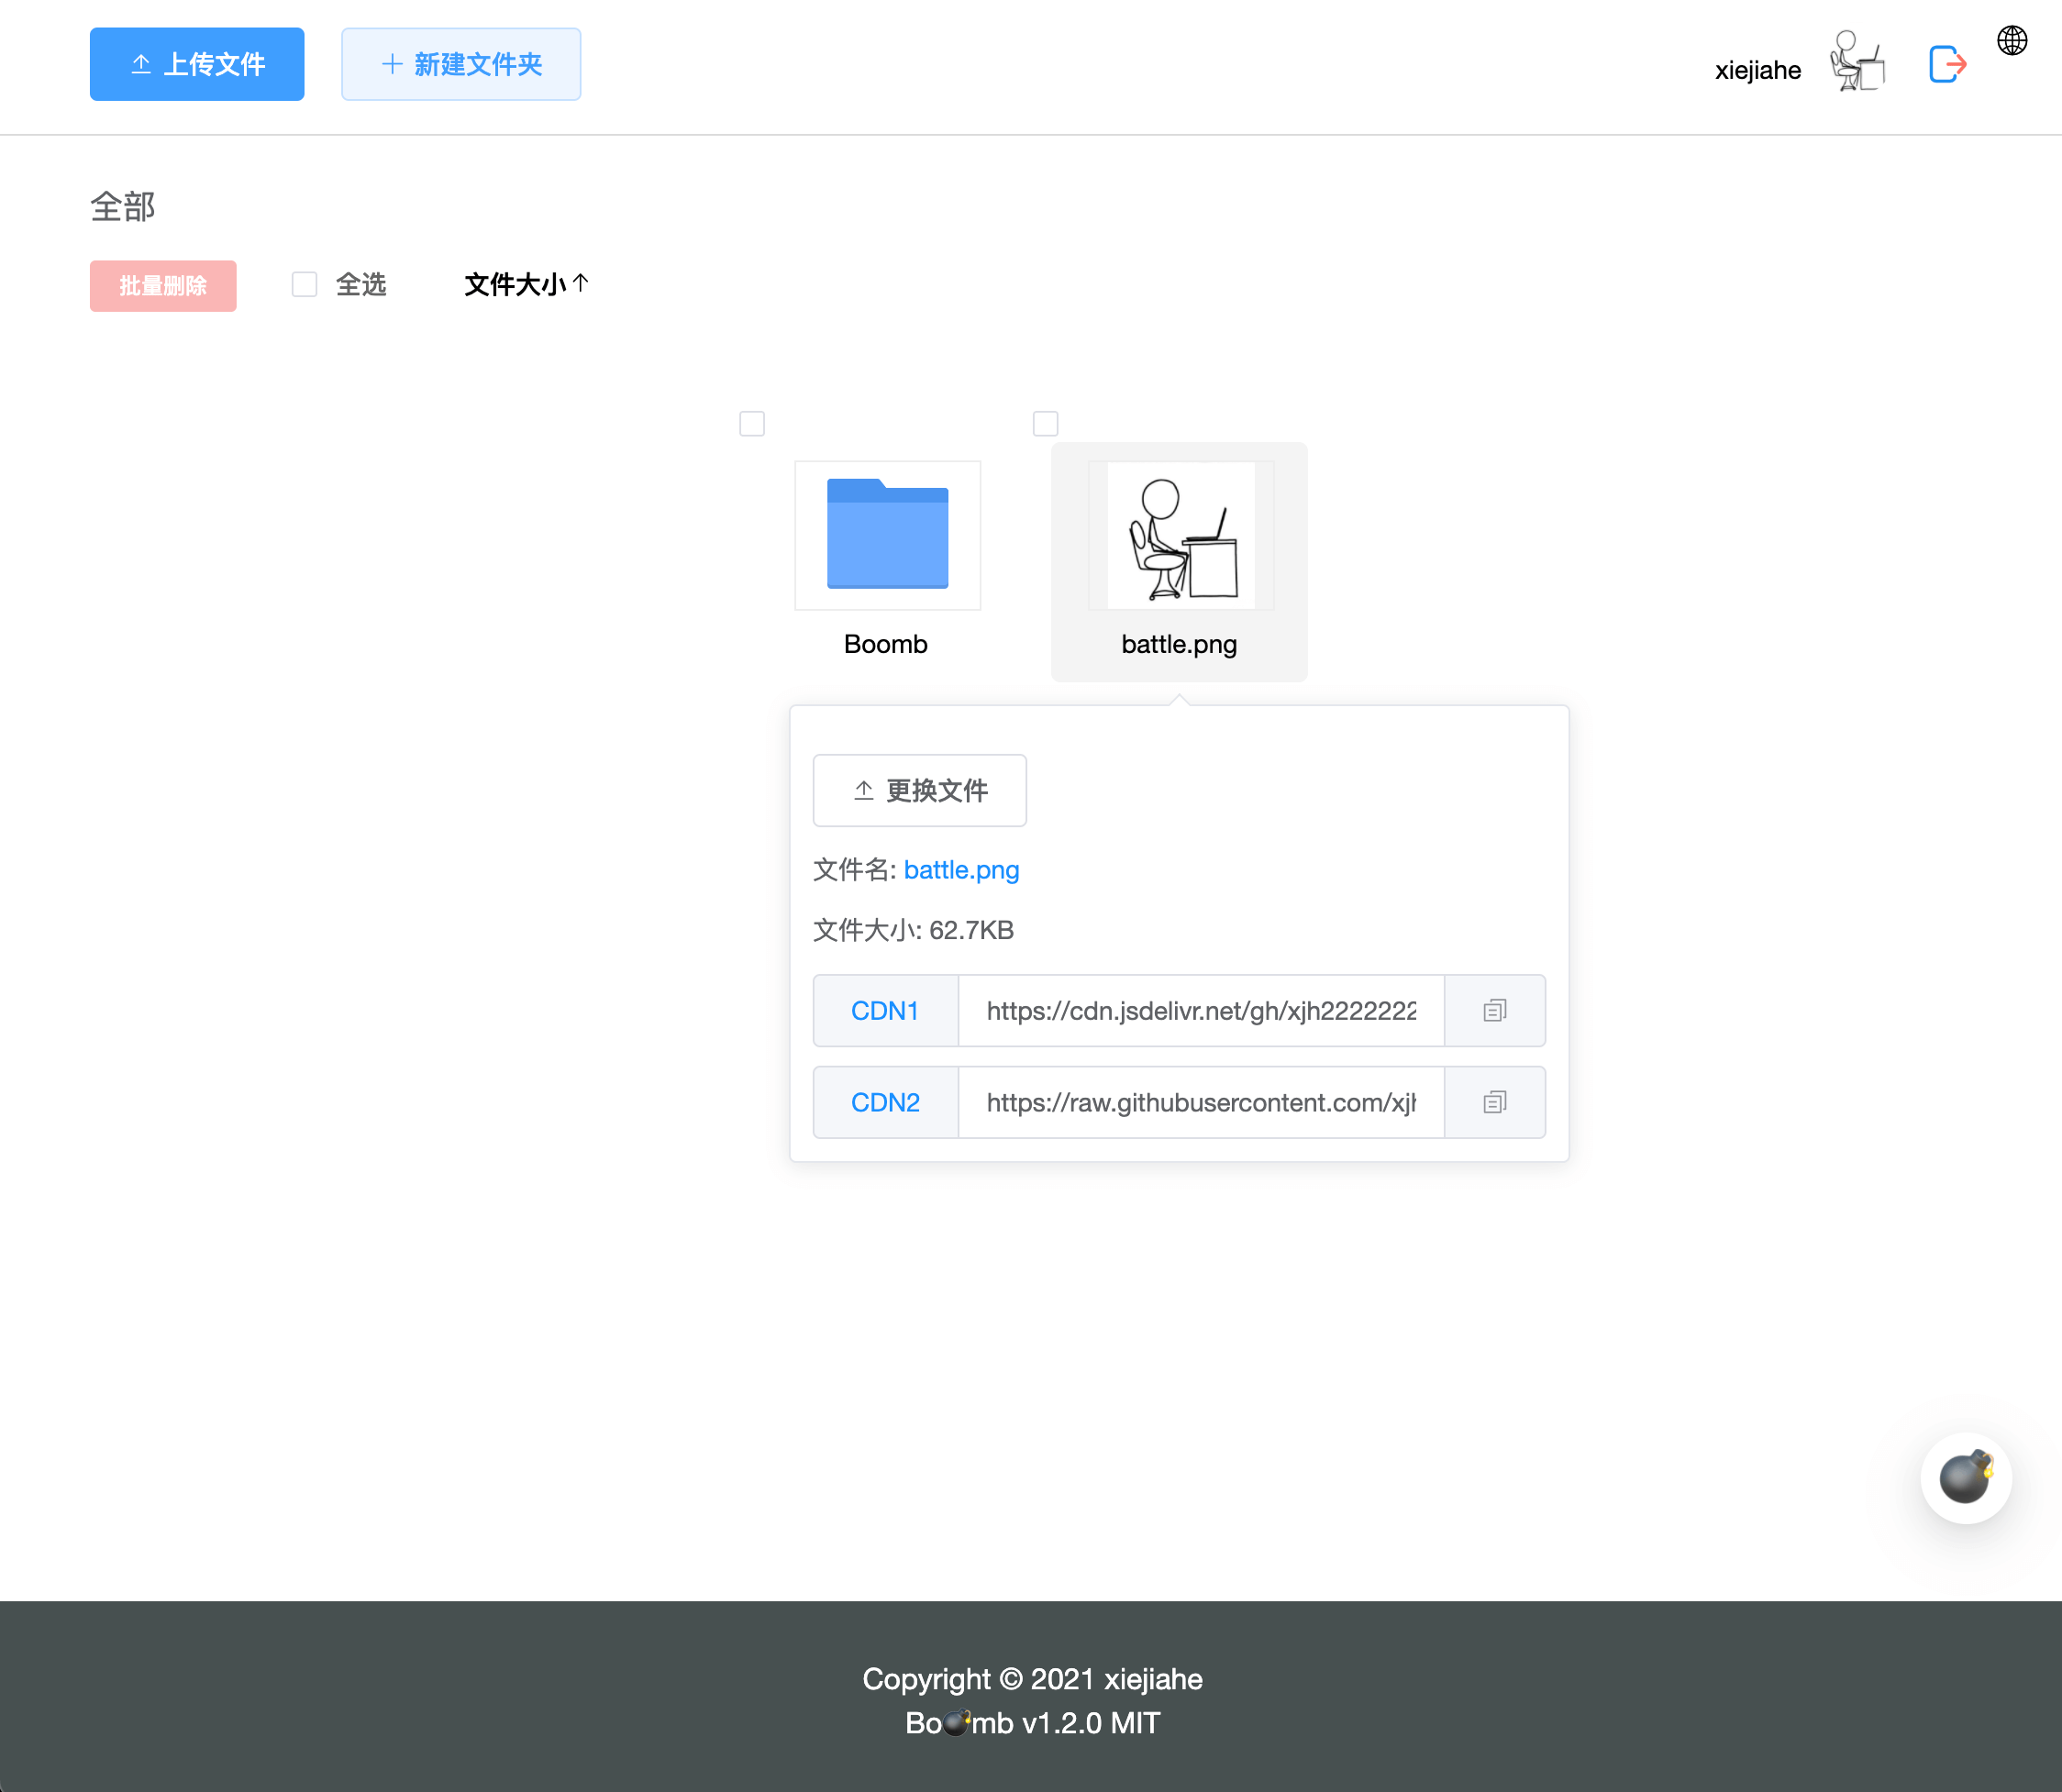 上传文件
新建文件夹
xiejiahe
全部
批量删除
全选
文件大小↑
Boomb
battle.png
更换文件
文件名: battle.png
文件大小: 62.7KB
CDN1
https://cdn.jsdelivr.net/gh/xjh2222222
CDN2
https://raw.githubusercontent.com/xj
Copyright © 2021 xiejiahe
Bo💣mb v1.2.0 MIT